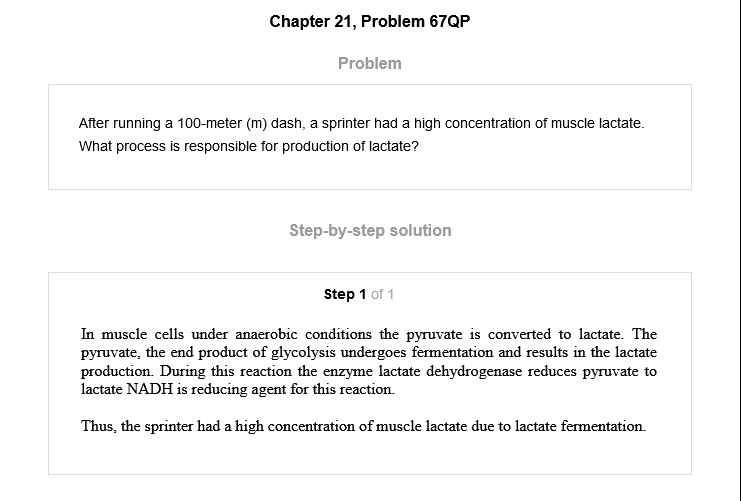 Chapter 21, Problem 67QP
Problem
After running a 100-meter (m) dash, a sprinter had a high concentration of muscle lactate.
What process is responsible for production of lactate?
Step-by-step solution
Step 1 of 1
In muscle cells under anaerobic conditions the pyruvate is converted to lactate. The
pyruvate, the end product of glycolysis undergoes fermentation and results in the lactate
production. During this reaction the enzyme lactate dehydrogenase reduces pyruvate to
lactate NADH is reducing agent for this reaction.
Thus, the sprinter had a high concentration of muscle lactate due to lactate fermentation.